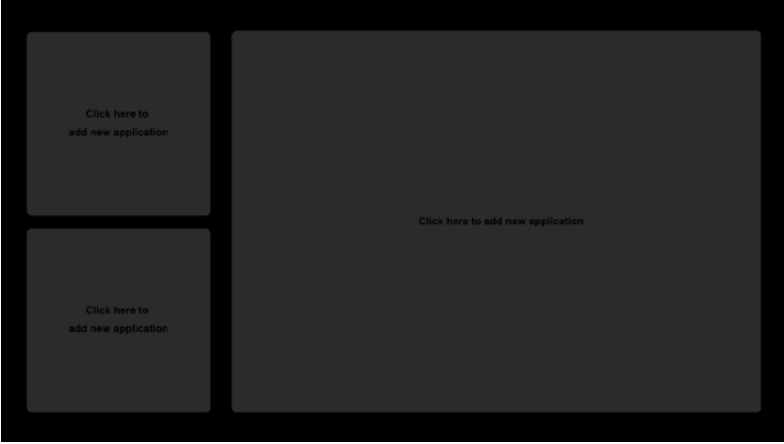 Click here to
add new application
Click here to add new application
Click here to
add new application